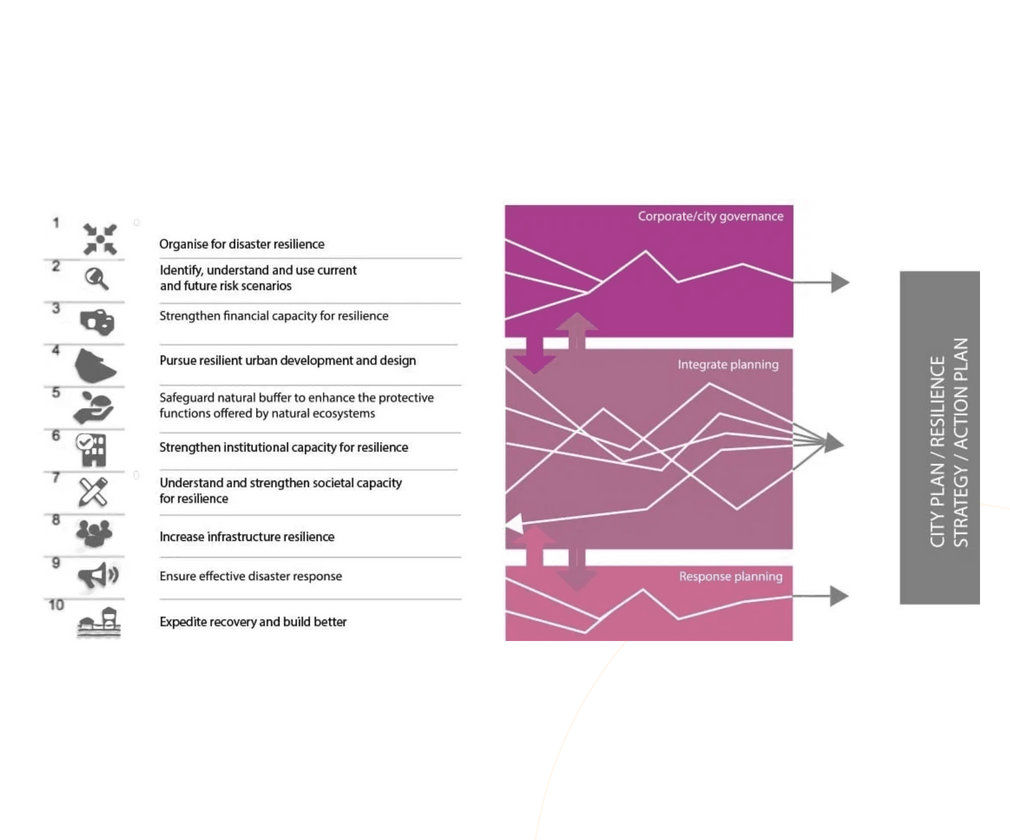 1
Organise for disaster resilience
2
Identify, understand and use current
and future risk scenarios
3
Strengthen financial capacity for resilience
4
Pursue resilient urban development and design
5
Safeguard natural buffer to enhance the protective
functions offered by natural ecosystems
6
Strengthen institutional capacity for resilience
7
Understand and strengthen societal capacity
for resilience
8
Increase infrastructure resilience
9
Ensure effective disaster response
10
Expedite recovery and build better
Corporate/city governance
Integrate planning
Response planning
CITY PLAN / RESILIENCE
STRATEGY / ACTION PLAN